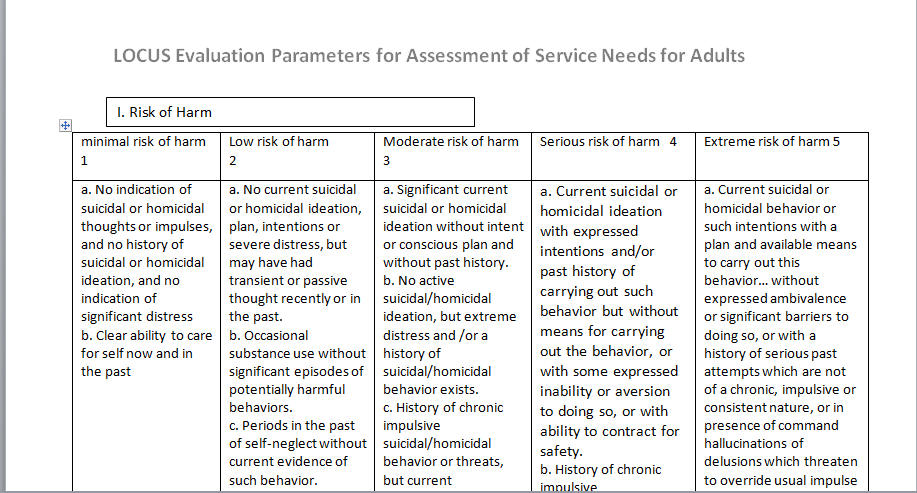 LOCUS Evaluation Parameters for Assessment of Service Needs for Adults
I. Risk of Harm
minimal risk of harm
1
Low risk of harm
2
Moderate risk of harm
3
Serious risk of harm 4
Extreme risk of harm 5
a. No indication of
suicidal or homicidal
thoughts or impulses,
and no history of
suicidal or homicidal
ideation, and no
indication of
significant distress
b. Clear ability to care
for self now and in
the past
a. No current suicidal
or homicidal ideation,
plan, intentions or
severe distress, but
may have had
transient or passive
thought recently or in
the past.
b. Occasional
substance use without
significant episodes of
potentially harmful
behaviors.
c. Periods in the past
of self-neglect without
current evidence of
such behavior.
a. Significant current
suicidal or homicidal
ideation without intent
or conscious plan and
without past history.
b. No active
suicidal/homicidal
ideation, but extreme
distress and /or a
history of
suicidal/homicidal
behavior exists.
c. History of chronic
impulsive
suicidal/homicidal
behavior or threats,
but current
a. Current suicidal or
homicidal ideation
with expressed
intentions and/or
past history of
carrying out such
behavior but without
means for carrying
out the behavior, or
with some expressed
inability or aversion
to doing so, or with
ability to contract for
safety.
b. History of chronic
impulsive
a. Current suicidal or
homicidal behavior or
such intentions with a
plan and available means
to carry out this
behavior... without
expressed ambivalence
or significant barriers to
doing so, or with a
history of serious past
attempts which are not
of a chronic, impulsive or
consistent nature, or in
presence of command
hallucinations of
delusions which threaten
to override usual impulse